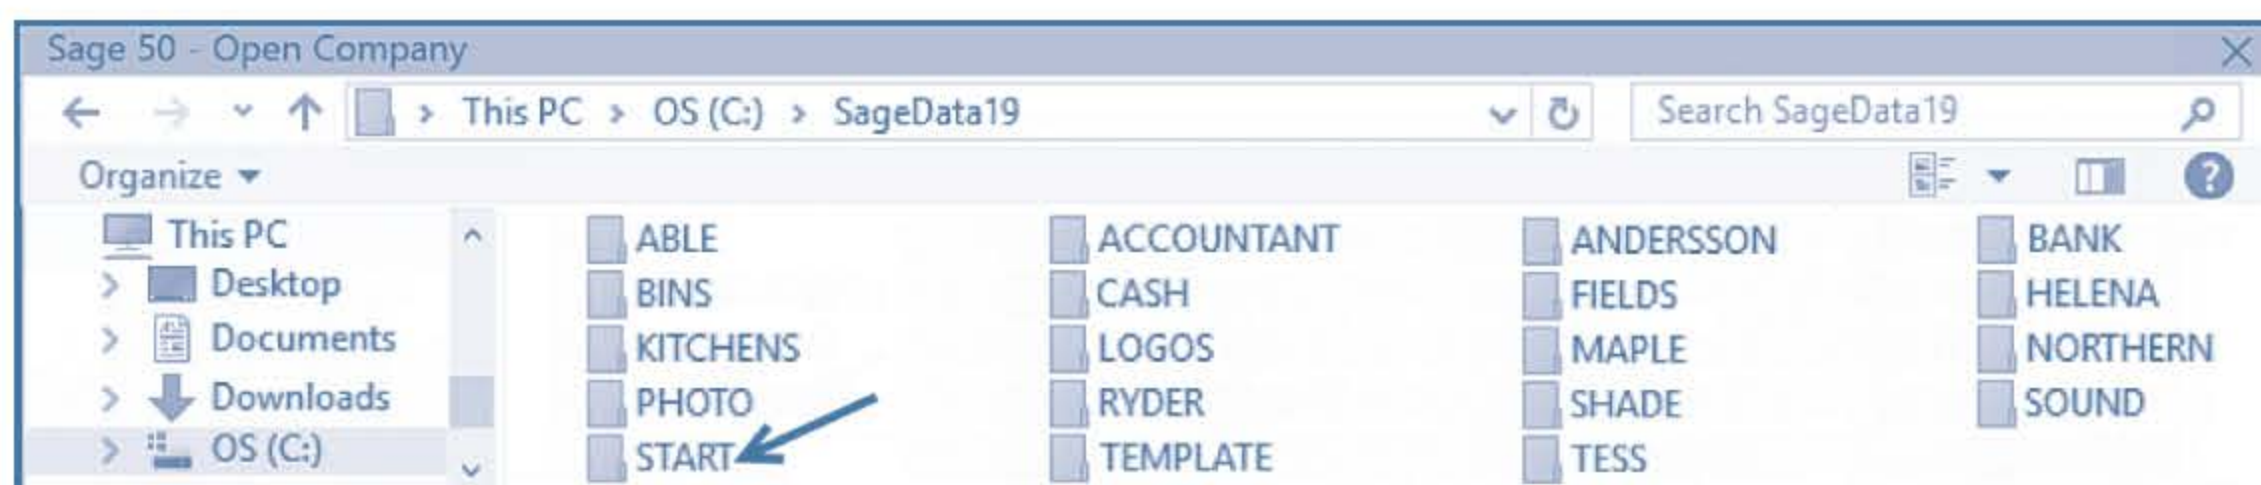 Sage 50 - Open Company
This PC > OS (C:) > SageData19
Search SageData19
Organize
This PC
Desktop
Documents
Downloads
OS (C:)
ABLE ACCOUNTANT ANDERSSON BANK
BINS CASH FIELDS HELENA
KITCHENS LOGOS MAPLE NORTHERN
PHOTO RYDER SHADE SOUND
START TEMPLATE TESS